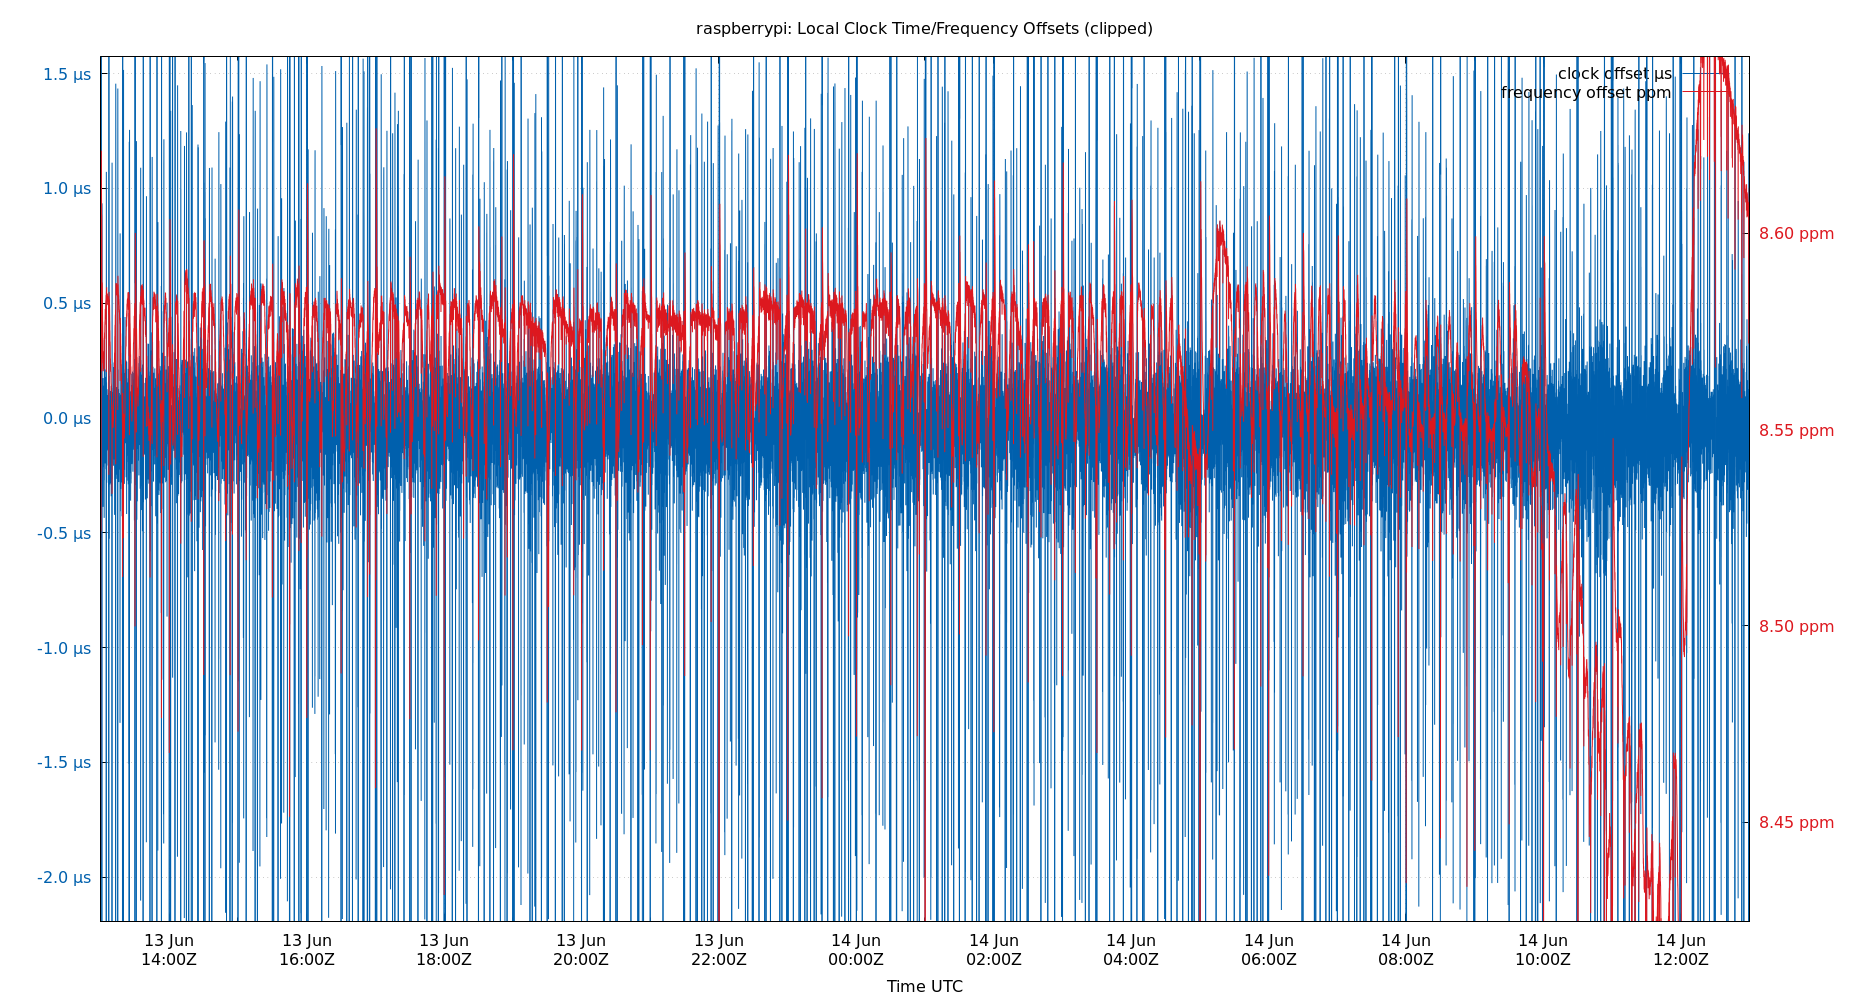 raspberrypi: Local Clock Time/Frequency Offsets (clipped)
clock offset µs
frequency offset ppm
1.5 µs
1.0 µs
0.5 µs
0.0 µs
-0.5 µs
-1.0 µs
-1.5 µs
-2.0 µs
8.60 ppm
8.55 ppm
8.50 ppm
8.45 ppm
13 Jun 13 Jun 13 Jun 13 Jun 13 Jun 14 Jun 14 Jun 14 Jun 14 Jun 14 Jun 14 Jun 14 Jun
14:00Z 16:00Z 18:00Z 20:00Z 22:00Z 00:00Z 02:00Z 04:00Z 06:00Z 08:00Z 10:00Z 12:00Z
Time UTC